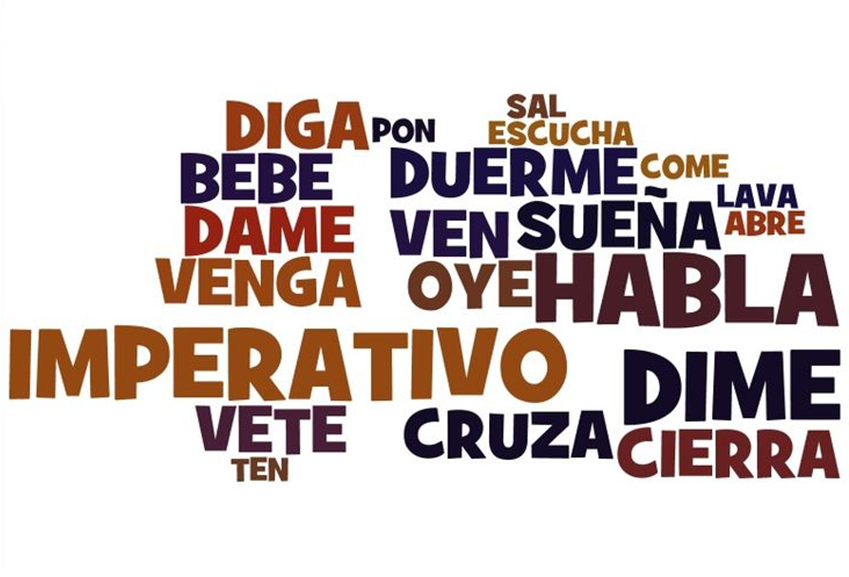 SAL
DIGA PON ESCUCHA
BEBE DUERME COME
LAVA
DAME VEN SUEÑA ABRE
VENGA OYE HABLA
IMPERATIVO
DIME
VETE CRUZA CIERRA
TEN